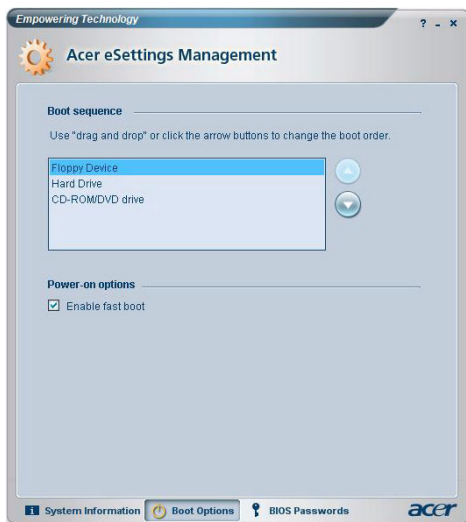 Empowering Technology
? - ×
Acer eSettings Management
Boot sequence
Use "drag and drop" or click the arrow buttons to change the boot order.
Floppy Device
Hard Drive
CD-ROM/DVD drive
Power-on options
Enable fast boot
System Information Boot Options BIOS Passwords acer